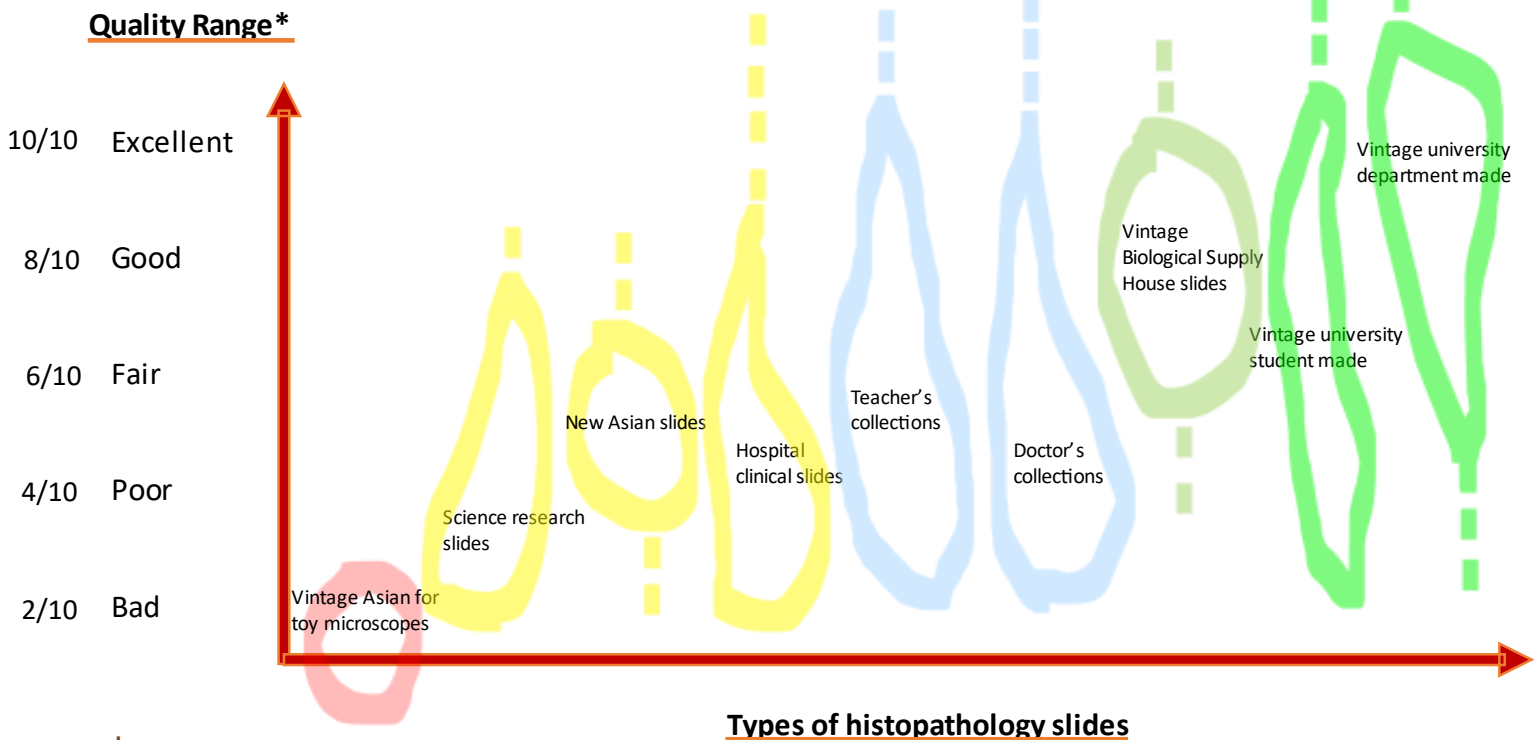 Quality Range*
10/10 Excellent
8/10 Good
6/10 Fair
4/10 Poor
2/10 Bad
Vintage Asian for
toy microscopes
Science research
slides
New Asian slides
Hospital
clinical slides
Teacher's
collections
Doctor's
collections
Vintage
Biological Supply
House slides
Vintage university
student made
Vintage university
department made
Types of histopathology slides